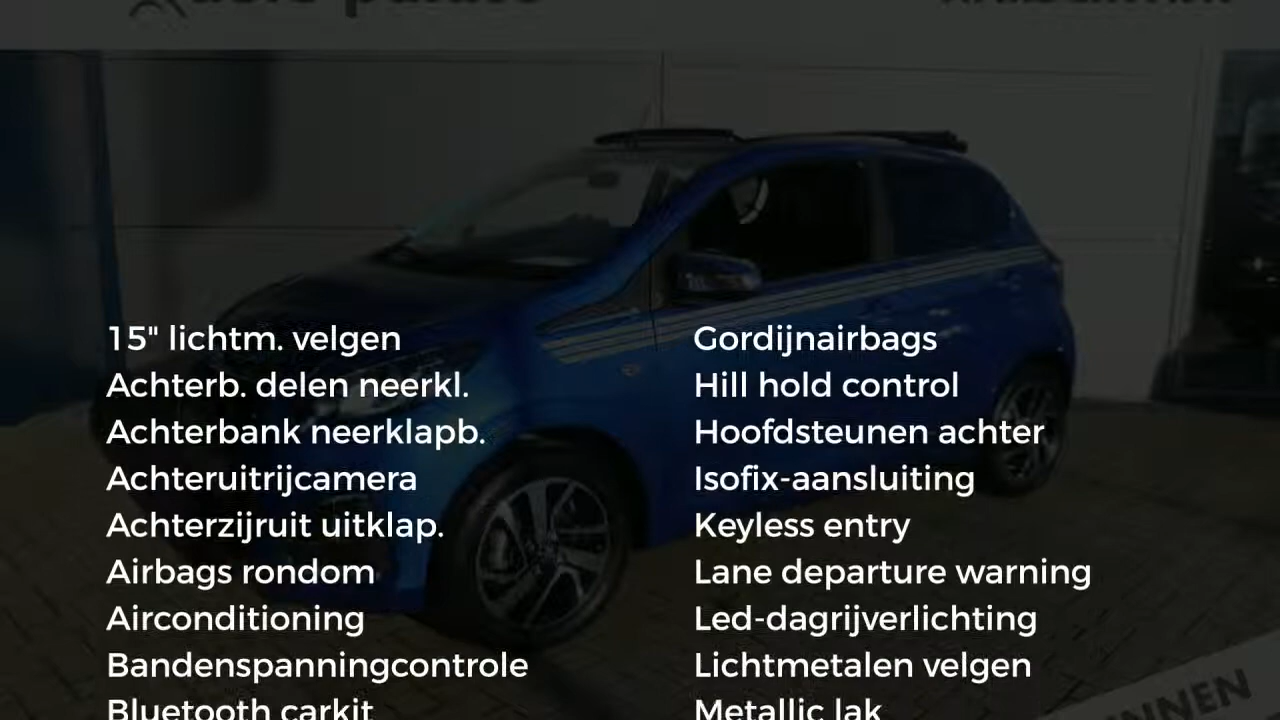 15" lichtm. velgen
Achterb. delen neerkl.
Achterbank neerklapb.
Achteruitrijcamera
Achterzijruit uitklap.
Airbags rondom
Airconditioning
Bandenspanningcontrole
Bluetooth carkit
Gordijnairbags
Hill hold control
Hoofdsteunen achter
Isofix-aansluiting
Keyless entry
Lane departure warning
Led-dagrijverlichting
Lichtmetalen velgen
Metallic lak